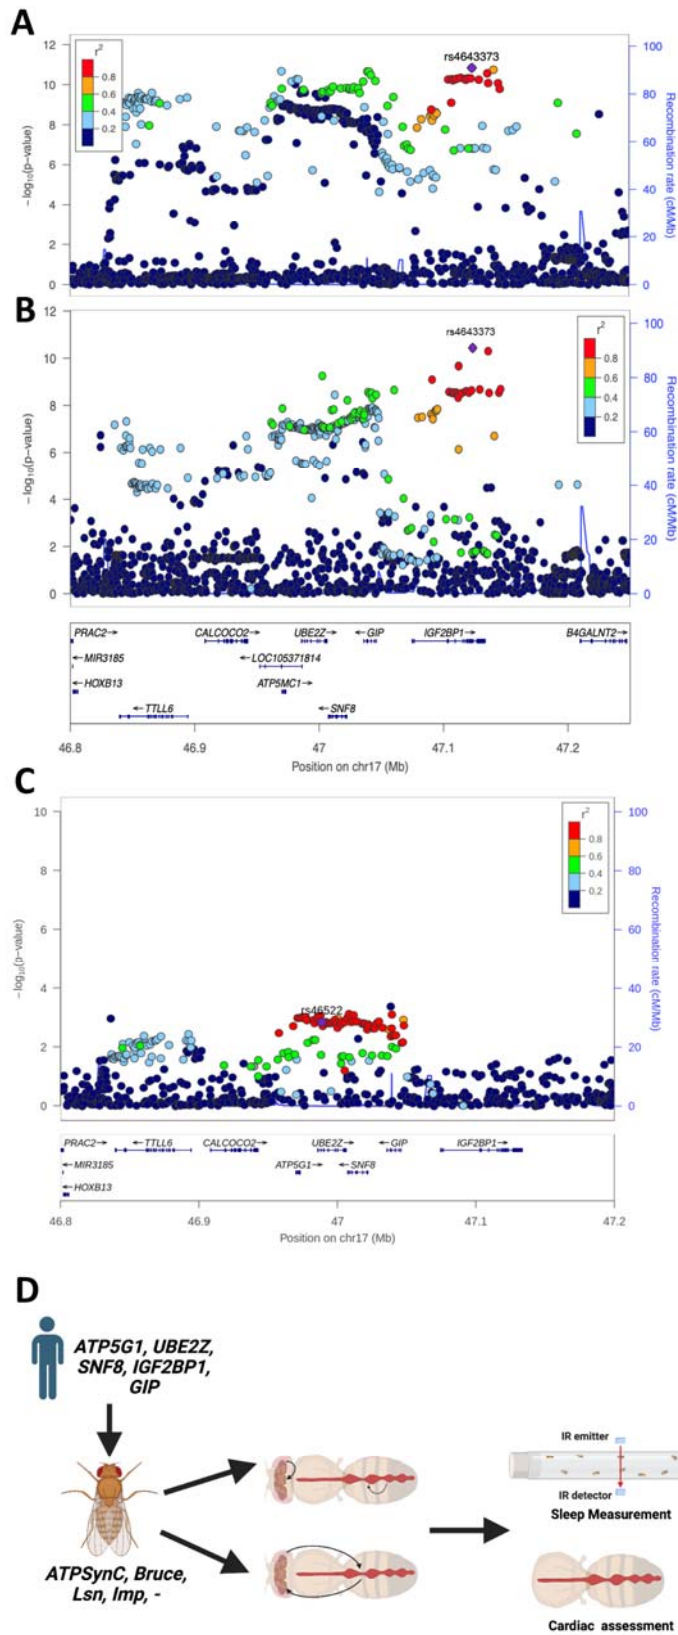 A
12
10
8
6
4
2
0
−log10(p−value)
r2
0.8
0.6
0.4
0.2
rs4643373
100
80
60
40
20
0
Recombination rate (cM/Mb)
B
12
10
8
6
4
2
0
−log10(p−value)
rs4643373
r2
0.8
0.6
0.4
0.2
100
80
60
40
20
0
Recombination rate (cM/Mb)
PRAC2→ CALCOCO2→ UBE2Z→ ←GIP IGF2BP1→ B4GALNT2→
←MIR3185 ←LOC105371814
←HOXB13 ATP5MC1→
←TTLL6 ←SNF8
46.8 46.9 47 47.1 47.2
Position on chr17 (Mb)
C
10
8
6
4
2
0
−log10(p−value)
rs46522
r2
0.8
0.6
0.4
0.2
100
80
60
40
20
0
Recombination rate (cM/Mb)
PRAC2→ ←TTLL6 CALCOCO2→ UBE2Z→ ←GIP IGF2BP1→
←MIR3185 ATP5G1→ ←SNF8
←HOXB13
46.8 46.9 47 47.1 47.2
Position on chr17 (Mb)
D
ATP5G1, UBE2Z,
SNF8, IGF2BP1,
GIP
ATPSynC, Bruce,
Lsn, Imp, -
IR emitter
IR detector
Sleep Measurement
Cardiac assessment